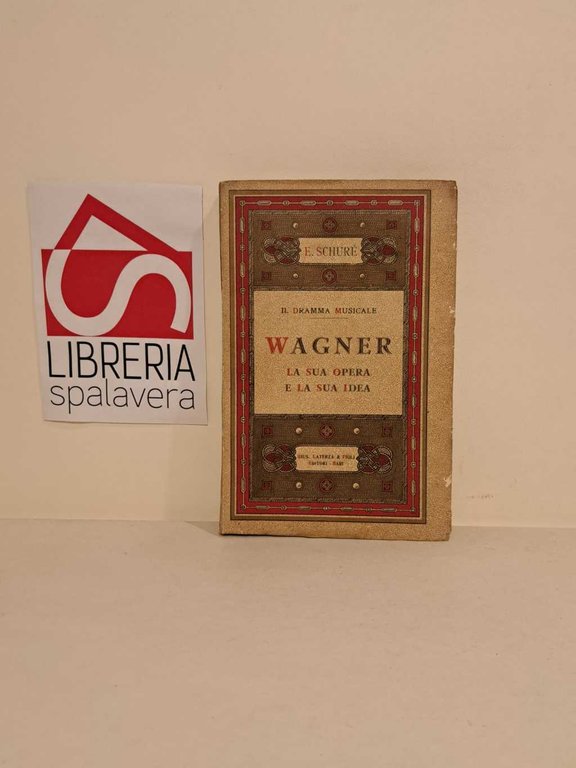 LIBRERIA
spalavera
E. SCHURÉ
IL DRAMMA MUSICALE
WAGNER
LA SUA OPERA
E LA SUA IDEA
GIUS. LATERZA & FIGLI
EDITORI - BARI